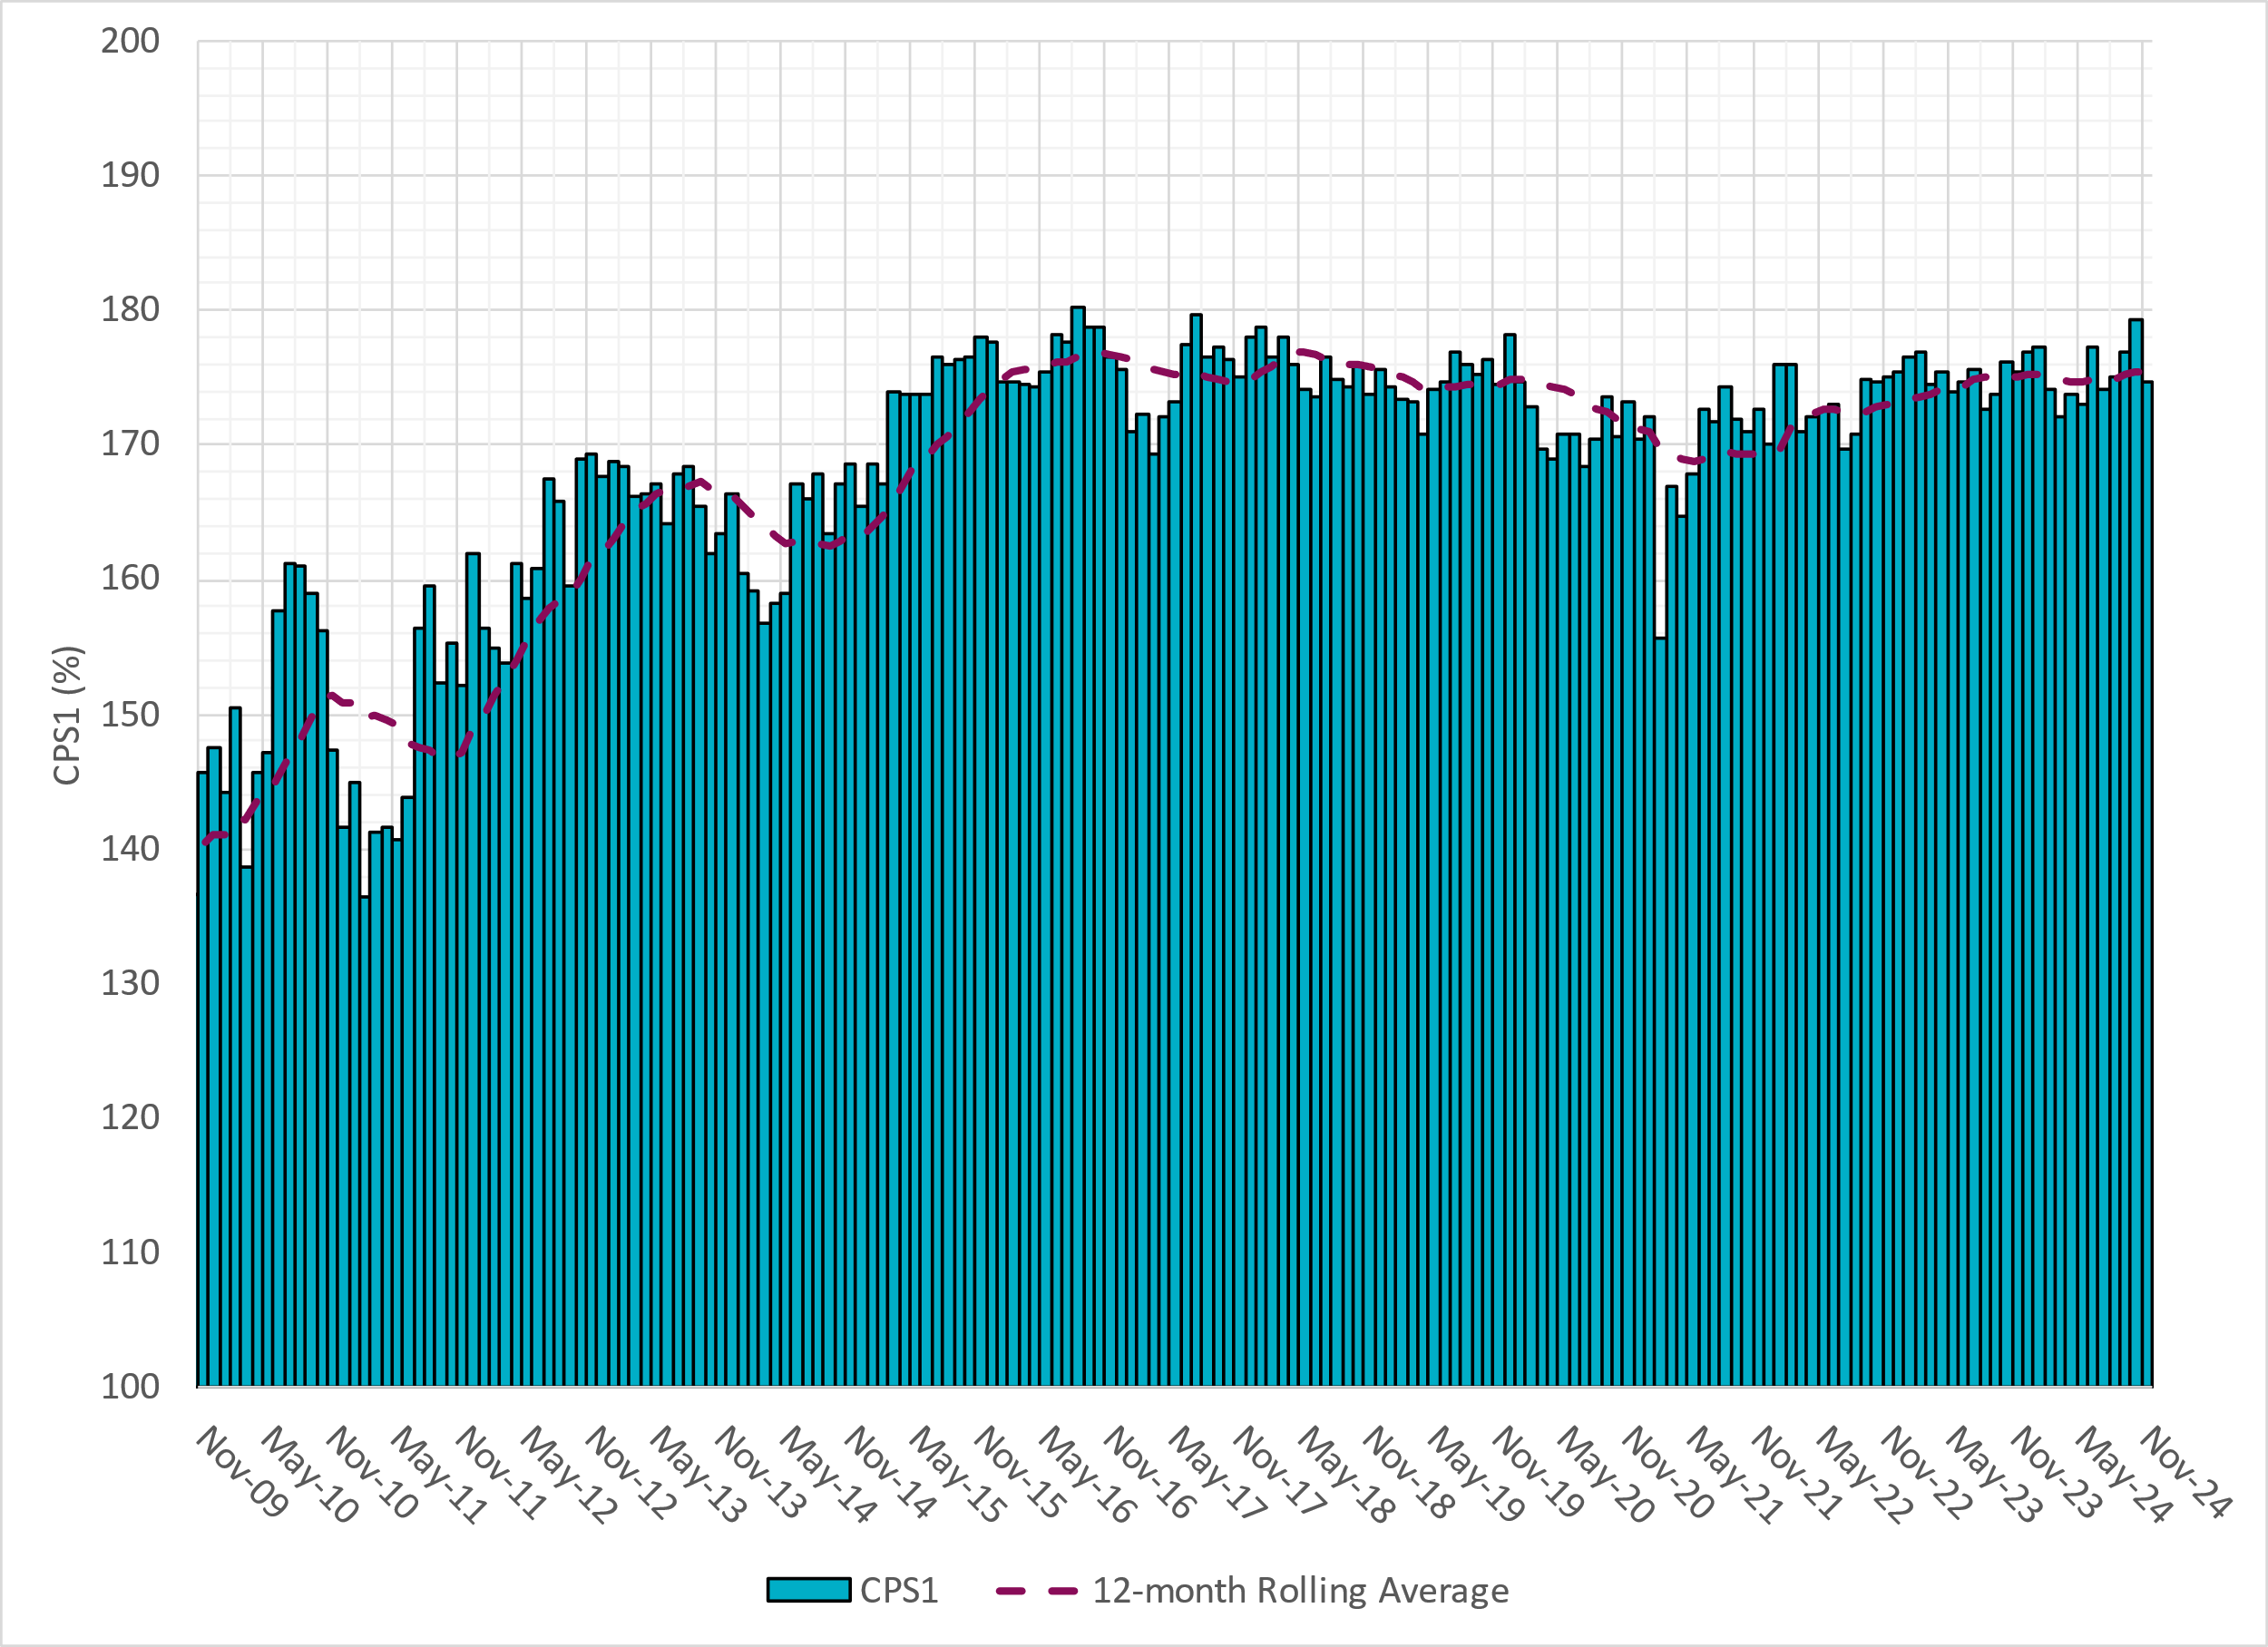 200
190
180
170
160
150
140
130
120
110
100
CPS1 (%)
Nov-09
May-10
Nov-10
May-11
Nov-11
May-12
Nov-12
May-13
Nov-13
May-14
Nov-14
May-15
Nov-15
May-16
Nov-16
May-17
Nov-17
May-18
Nov-18
May-19
Nov-19
May-20
Nov-20
May-21
Nov-21
May-22
Nov-22
May-23
Nov-23
May-24
Nov-24
CPS1
12-month Rolling Average